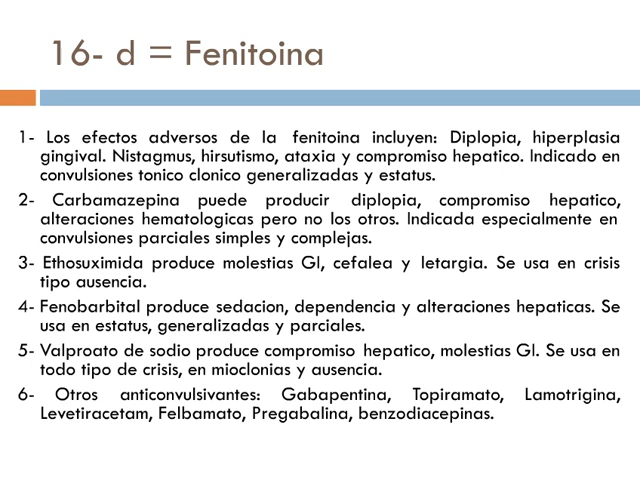 16- d = Fenitoina
1- Los efectos adversos de la fenitoina incluyen: Diplopia, hiperplasia
gingival. Nistagmus, hirsutismo, ataxia y compromiso hepatico. Indicado en
convulsiones tonico clonico generalizadas y estatus.
2- Carbamazepina puede producir diplopia, compromiso hepatico,
alteraciones hematologicas pero no los otros. Indicada especialmente en
convulsiones parciales simples y complejas.
3- Ethosuximida produce molestias GI, cefalea y letargia. Se usa en crisis
tipo ausencia.
4- Fenobarbital produce sedacion, dependencia y alteraciones hepaticas. Se
usa en estatus, generalizadas y parciales.
5- Valproato de sodio produce compromiso hepatico, molestias GI. Se usa en
todo tipo de crisis, en mioclonias y ausencia.
6- Otros anticonvulsivantes: Gabapentina, Topiramato, Lamotrigina,
Levetiracetam, Felbamato, Pregabalina, benzodiacepinas.